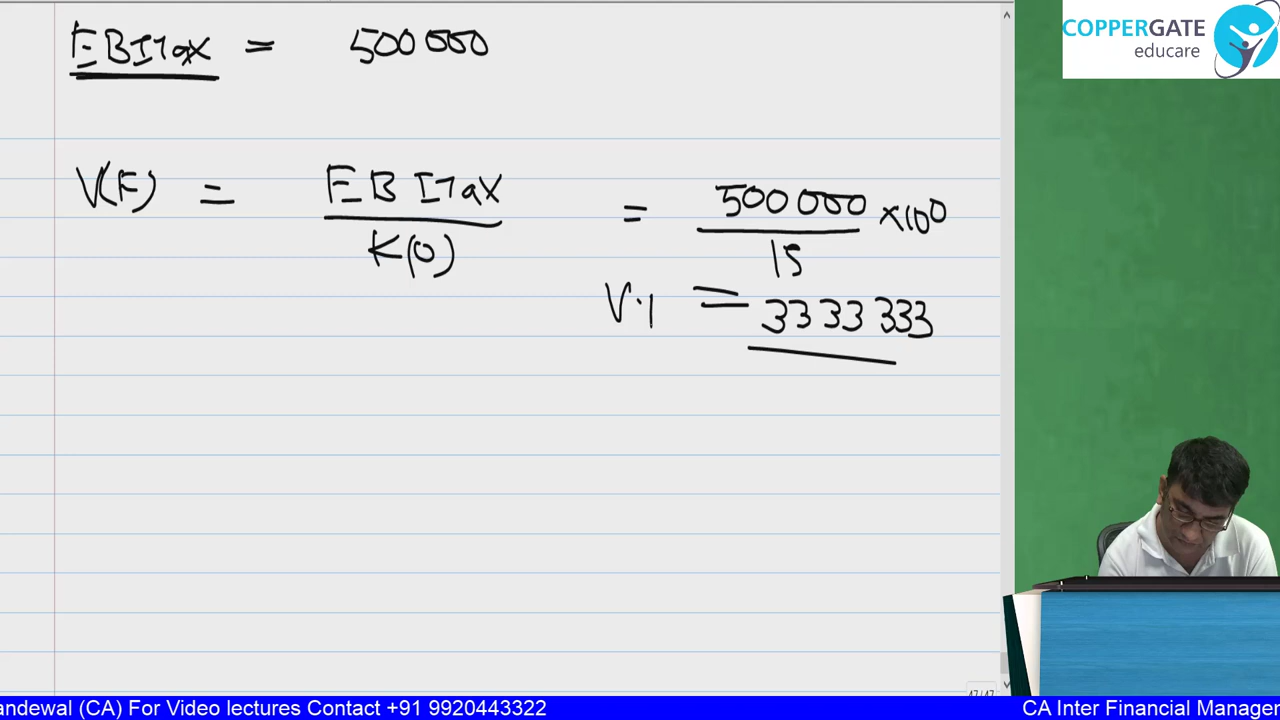 EBITax = 500000
COPPERGATE
educare
V(F) = EBITax / K(0) = 500000 / 15 ×100
= 3333333
andewal (CA) For Video lectures Contact +91 9920443322
CA Inter Financial Manager